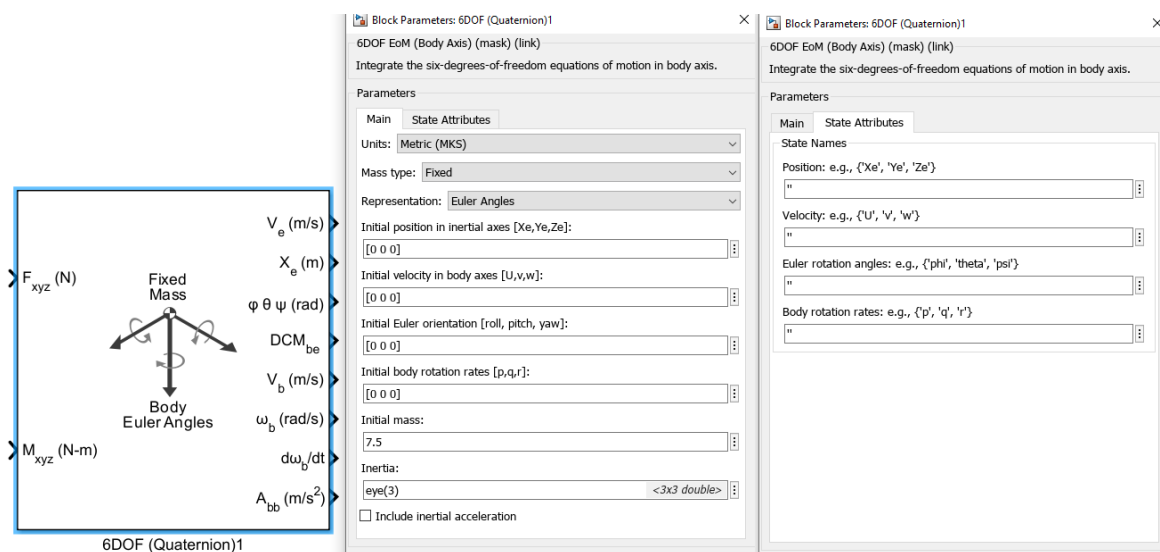 F_xyz (N)
M_xyz (N-m)
Fixed
Mass
Body
Euler Angles
V_e (m/s)
X_e (m)
φ θ ψ (rad)
DCM_be
V_b (m/s)
ω_b (rad/s)
dω_b/dt
A_bb (m/s²)
6DOF (Quaternion)1
Block Parameters: 6DOF (Quaternion)1
6DOF EoM (Body Axis) (mask) (link)
Integrate the six-degrees-of-freedom equations of motion in body axis.
Parameters
Main State Attributes
Units: Metric (MKS)
Mass type: Fixed
Representation: Euler Angles
Initial position in inertial axes [Xe,Ye,Ze]:
[0 0 0]
Initial velocity in body axes [U,v,w]:
[0 0 0]
Initial Euler orientation [roll, pitch, yaw]:
[0 0 0]
Initial body rotation rates [p,q,r]:
[0 0 0]
Initial mass:
7.5
Inertia:
eye(3) <3x3 double>
Include inertial acceleration
Block Parameters: 6DOF (Quaternion)1
6DOF EoM (Body Axis) (mask) (link)
Integrate the six-degrees-of-freedom equations of motion in body axis.
Parameters
Main State Attributes
State Names
Position: e.g., {'Xe', 'Ye', 'Ze'}
''
Velocity: e.g., {'U', 'v', 'w'}
''
Euler rotation angles: e.g., {'phi', 'theta', 'psi'}
''
Body rotation rates: e.g., {'p', 'q', 'r'}
''